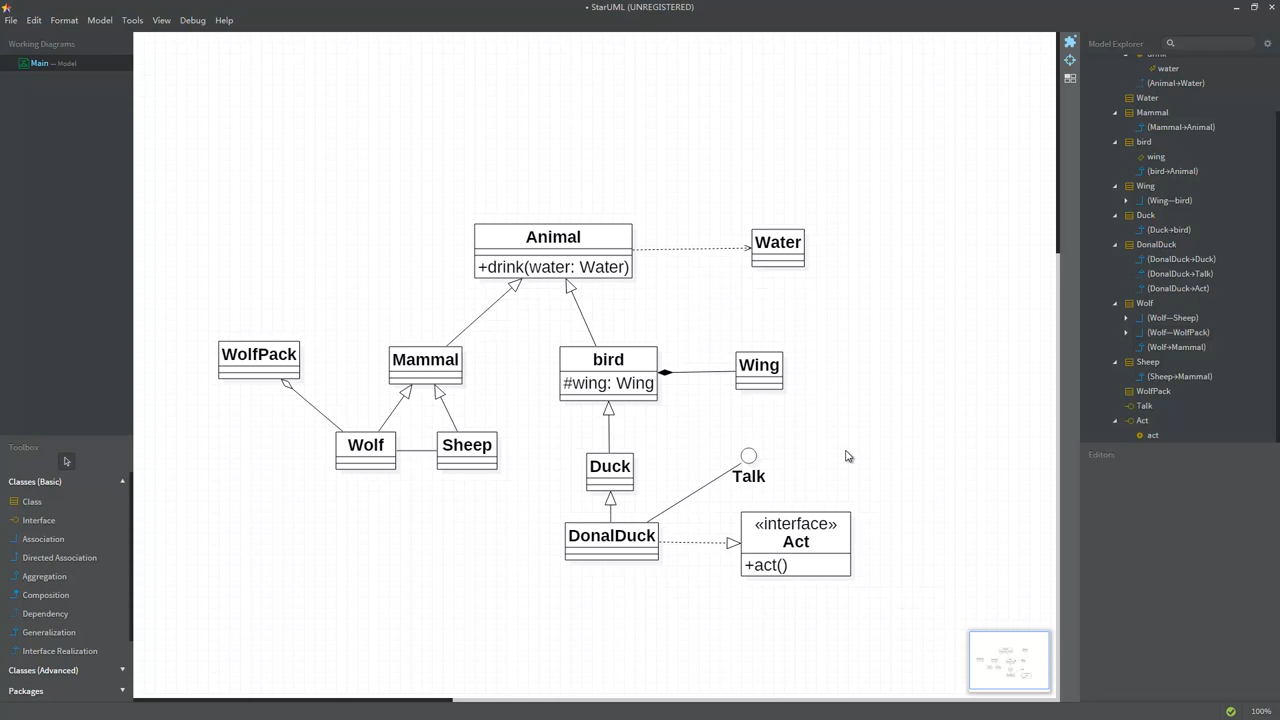 • StarUML (UNREGISTERED)
File Edit Format Model Tools View Debug Help
Working Diagrams
Main — Model
Toolbox
Classes (Basic)
Class
Interface
Association
Directed Association
Aggregation
Composition
Dependency
Generalization
Interface Realization
Classes (Advanced)
Packages
Animal
+drink(water: Water)
Water
WolfPack
Mammal
bird
#wing: Wing
Wing
Wolf
Sheep
Duck
Talk
DonalDuck
«interface»
Act
+act()
Model Explorer
drink
water
(Animal→Water)
Water
Mammal
(Mammal→Animal)
bird
wing
(bird→Animal)
Wing
(Wing—bird)
Duck
(Duck→bird)
DonalDuck
(DonalDuck→Duck)
(DonalDuck→Talk)
(DonalDuck→Act)
Wolf
(Wolf—Sheep)
(Wolf—WolfPack)
(Wolf→Mammal)
Sheep
(Sheep→Mammal)
WolfPack
Talk
Act
act
Editors
100%